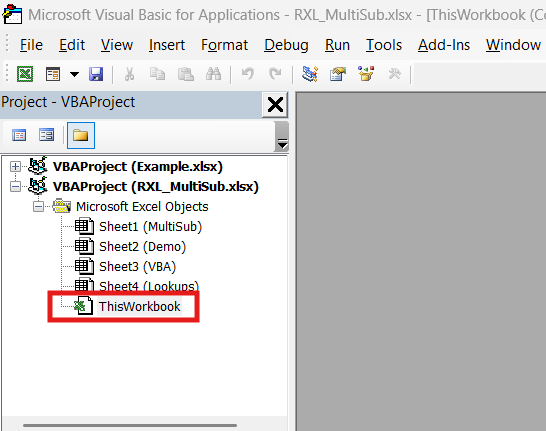 Microsoft Visual Basic for Applications - RXL_MultiSub.xlsx - [ThisWorkbook (Co
File Edit View Insert Format Debug Run Tools Add-Ins Window
Project - VBAProject
VBAProject (Example.xlsx)
VBAProject (RXL_MultiSub.xlsx)
Microsoft Excel Objects
Sheet1 (MultiSub)
Sheet2 (Demo)
Sheet3 (VBA)
Sheet4 (Lookups)
ThisWorkbook